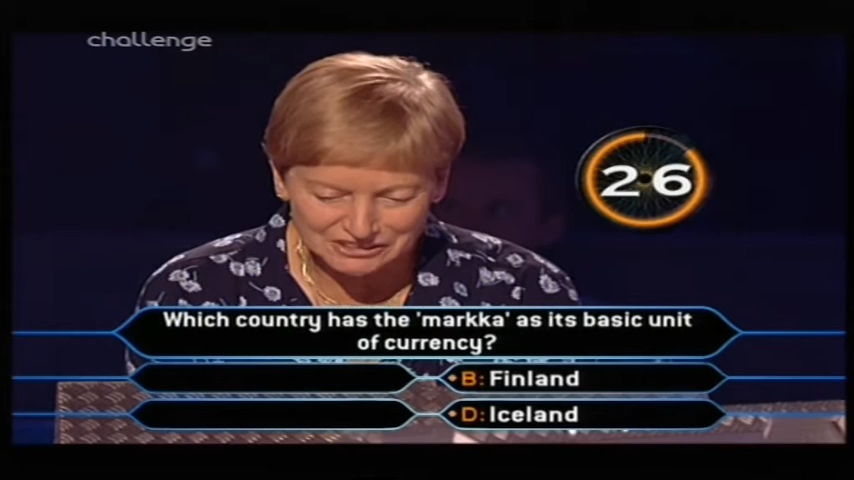 challenge
26
Which country has the 'markka' as its basic unit
of currency?
B: Finland
D: Iceland